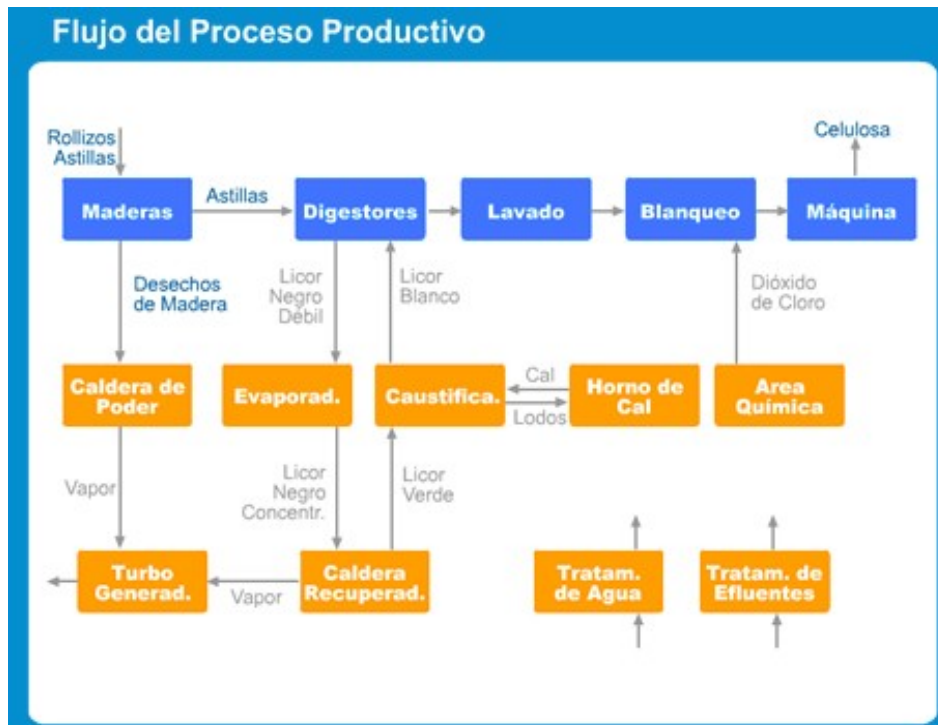 Flujo del Proceso Productivo
Rollizos
Astillas
Celulosa
Maderas
Astillas
Digestores
Lavado
Blanqueo
Máquina
Desechos
de Madera
Licor
Negro
Débil
Licor
Blanco
Dióxido
de Cloro
Caldera de
Poder
Evaporad.
Caustifica.
Cal
Lodos
Horno de
Cal
Area
Química
Vapor
Licor
Negro
Concentr.
Licor
Verde
Turbo
Generad.
Vapor
Caldera
Recuperad.
Tratam.
de Agua
Tratam. de
Efluentes